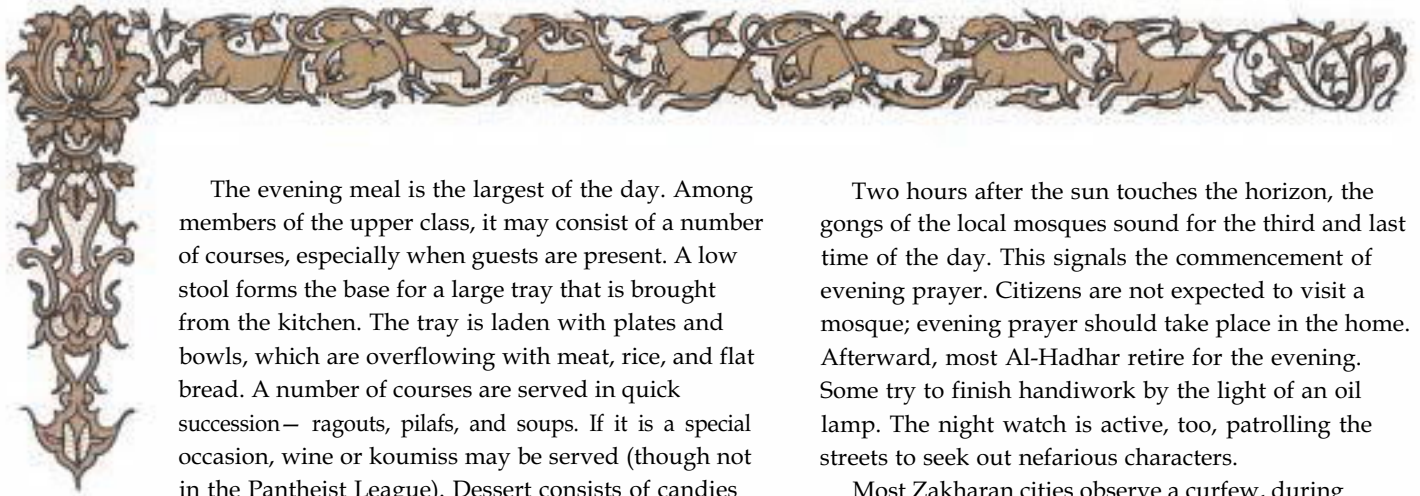 The evening meal is the largest of the day. Among
members of the upper class, it may consist of a number
of courses, especially when guests are present. A low
stool forms the base for a large tray that is brought
from the kitchen. The tray is laden with plates and
bowls, which are overflowing with meat, rice, and flat
bread. A number of courses are served in quick
succession— ragouts, pilafs, and soups. If it is a special
occasion, wine or koumiss may be served (though not
in the Pantheist League). Dessert consists of candies
Two hours after the sun touches the horizon, the
gongs of the local mosques sound for the third and last
time of the day. This signals the commencement of
evening prayer. Citizens are not expected to visit a
mosque; evening prayer should take place in the home.
Afterward, most Al-Hadhar retire for the evening.
Some try to finish handiwork by the light of an oil
lamp. The night watch is active, too, patrolling the
streets to seek out nefarious characters.
Most Zakharan cities observe a curfew, during